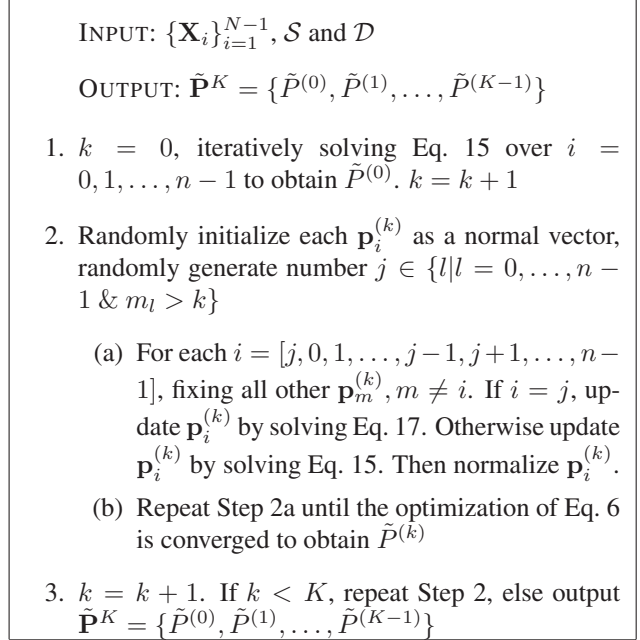 INPUT: {X_i}_{i=1}^{N−1}, 𝒮 and 𝒟
OUTPUT: P̃^K = {P̃^(0), P̃^(1), . . . , P̃^(K−1)}
1. k = 0, iteratively solving Eq. 15 over i =
0, 1, . . . , n − 1 to obtain P̃^(0). k = k + 1
2. Randomly initialize each p_i^(k) as a normal vector,
randomly generate number j ∈ {l|l = 0, . . . , n −
1 & m_l > k}
(a) For each i = [j, 0, 1, . . . , j−1, j+1, . . . , n−
1], fixing all other p_m^(k), m ≠ i. If i = j, up-
date p_i^(k) by solving Eq. 17. Otherwise update
p_i^(k) by solving Eq. 15. Then normalize p_i^(k).
(b) Repeat Step 2a until the optimization of Eq. 6
is converged to obtain P̃^(k)
3. k = k + 1. If k < K, repeat Step 2, else output
P̃^K = {P̃^(0), P̃^(1), . . . , P̃^(K−1)}